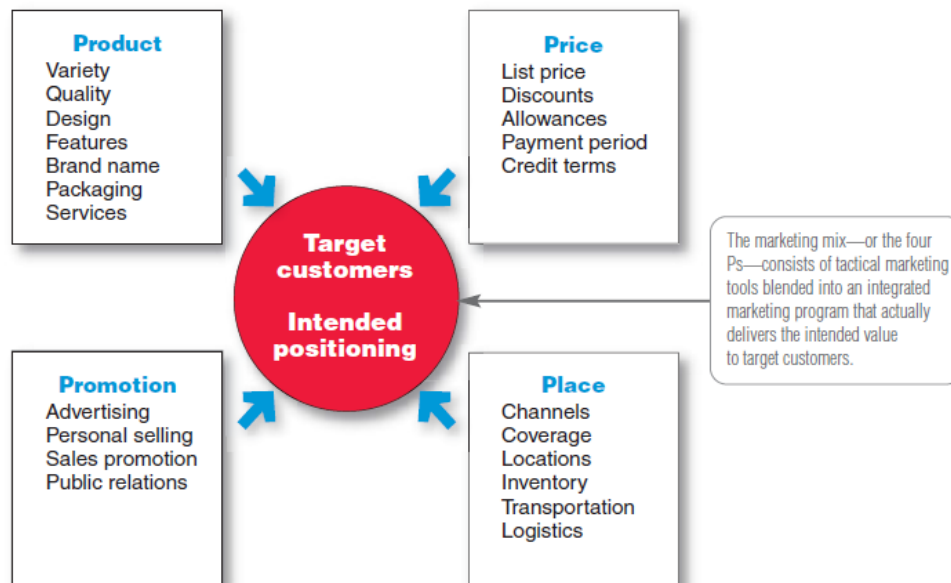 Product
Variety
Quality
Design
Features
Brand name
Packaging
Services
Price
List price
Discounts
Allowances
Payment period
Credit terms
Target
customers
Intended
positioning
The marketing mix—or the four
Ps—consists of tactical marketing
tools blended into an integrated
marketing program that actually
delivers the intended value
to target customers.
Promotion
Advertising
Personal selling
Sales promotion
Public relations
Place
Channels
Coverage
Locations
Inventory
Transportation
Logistics